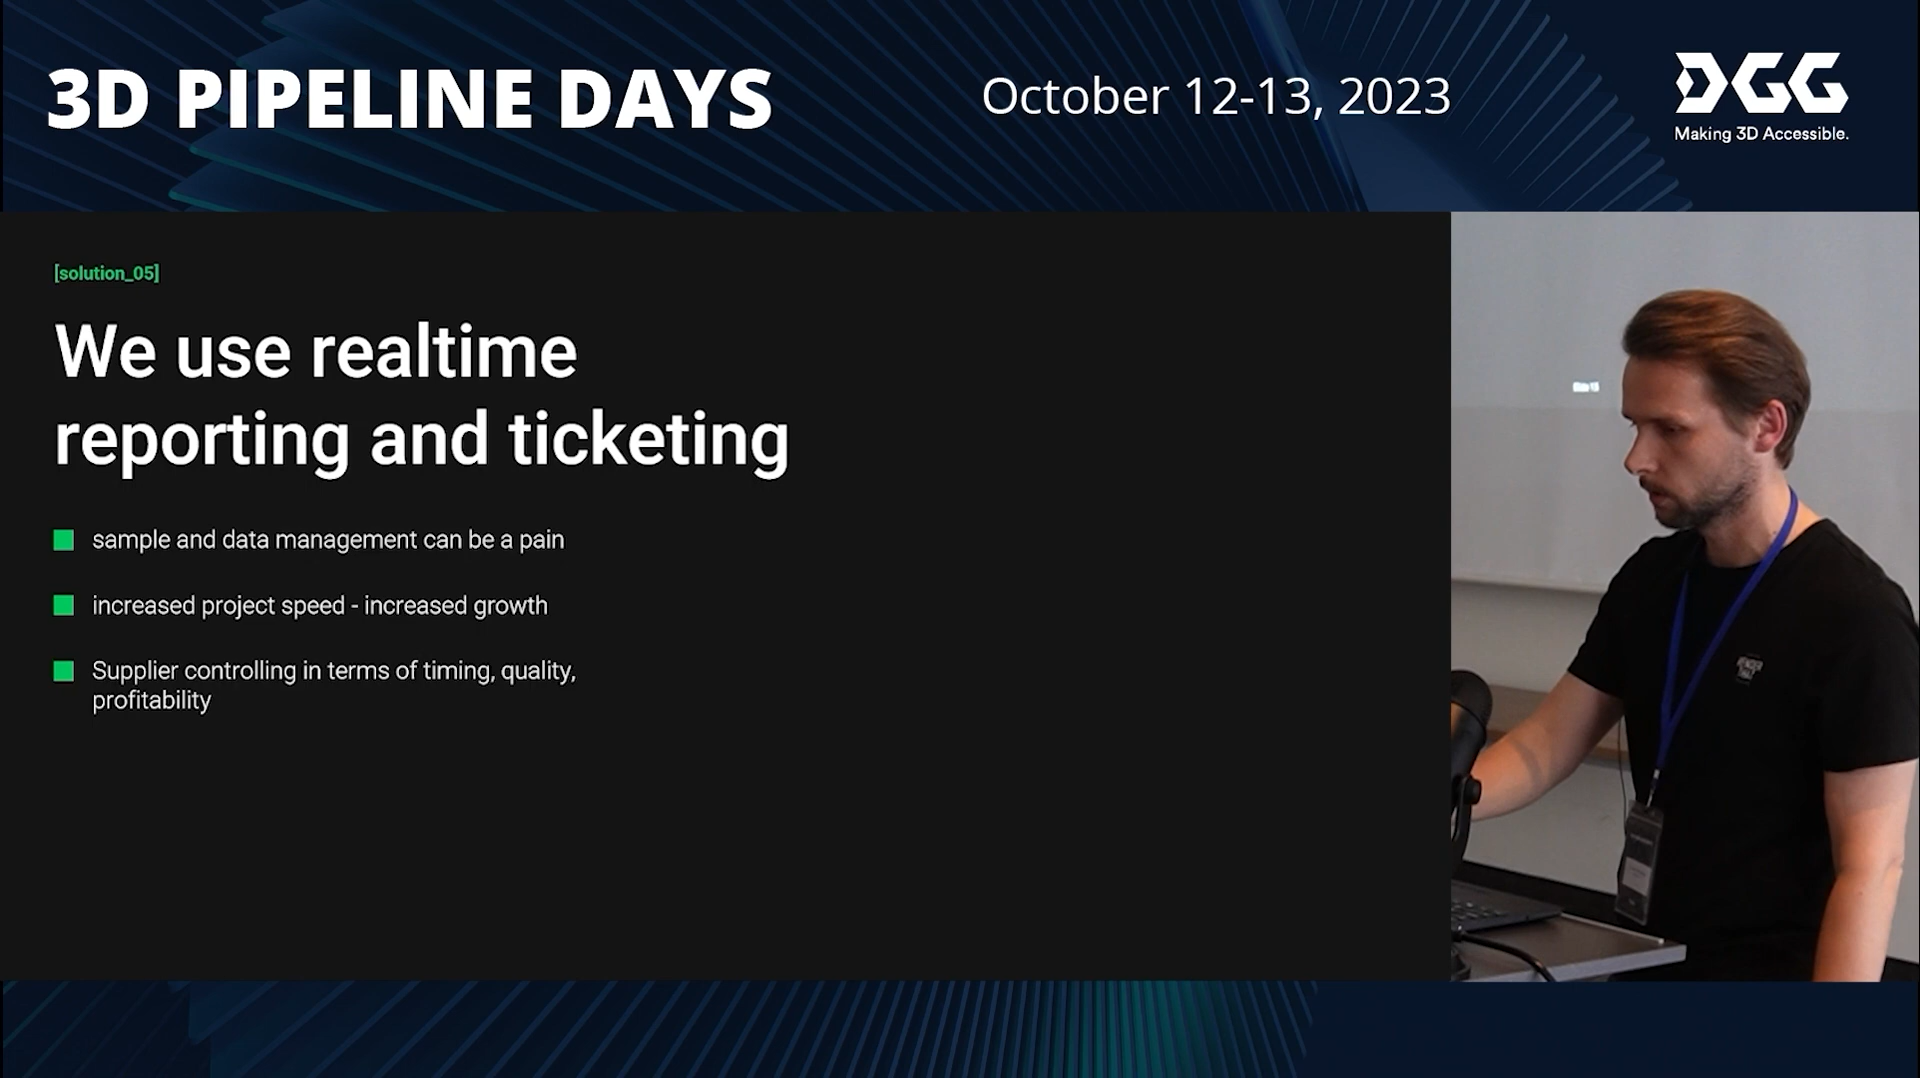 3D PIPELINE DAYS
October 12-13, 2023
DGG
Making 3D Accessible.
[solution_05]
We use realtime
reporting and ticketing
sample and data management can be a pain
increased project speed - increased growth
Supplier controlling in terms of timing, quality,
profitability